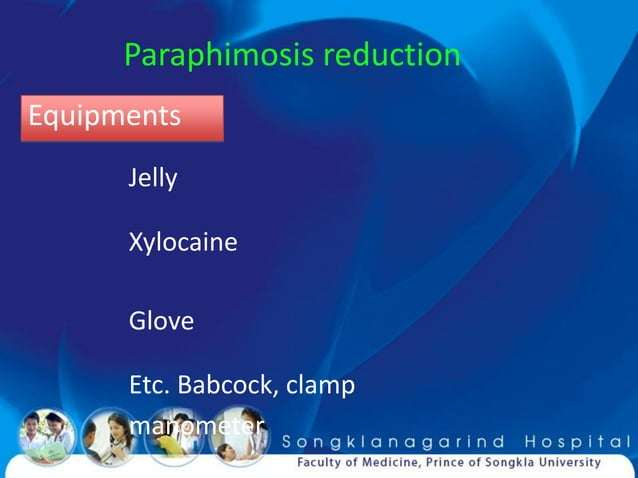 Paraphimosis reduction
Equipments
Jelly
Xylocaine
Glove
Etc. Babcock, clamp
manometer
Songklanagarind Hospital
Faculty of Medicine, Prince of Songkla University